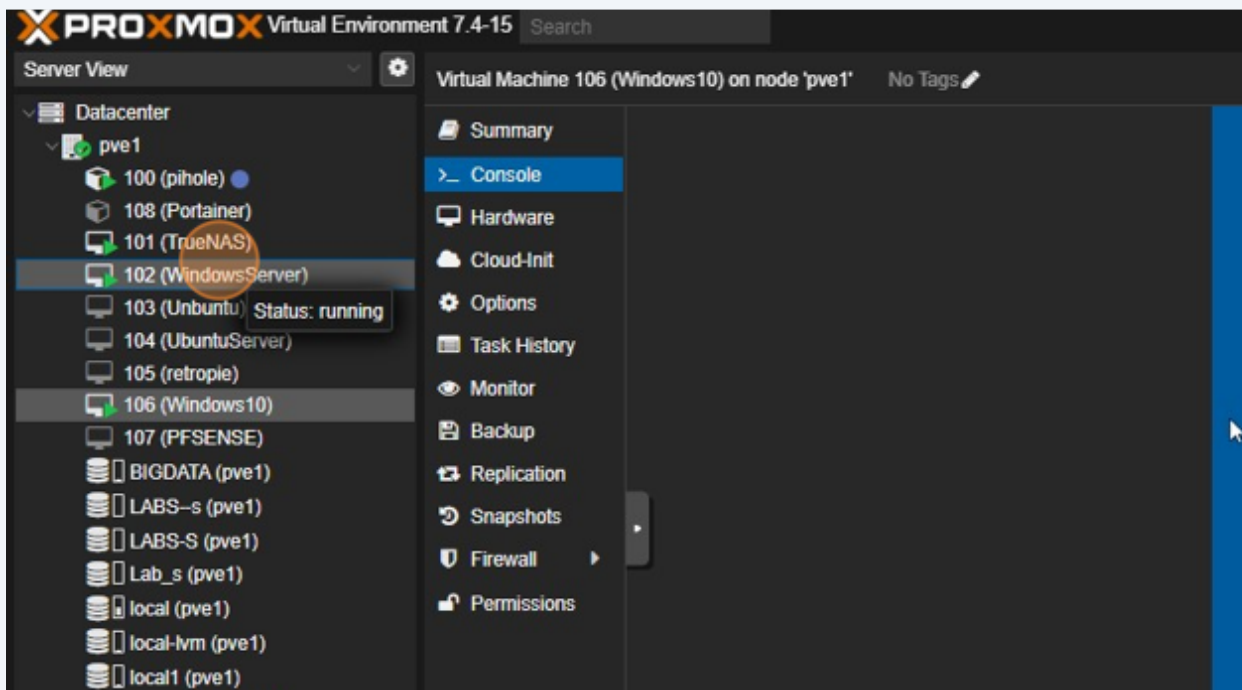 PROXMOX Virtual Environment 7.4-15 Search
Server View
Virtual Machine 106 (Windows10) on node 'pve1' No Tags
Datacenter
pve1
100 (pihole)
108 (Portainer)
101 (TrueNAS)
102 (WindowsServer)
103 (Unbuntu)
Status: running
104 (UbuntuServer)
105 (retropie)
106 (Windows10)
107 (PFSENSE)
BIGDATA (pve1)
LABS--s (pve1)
LABS-S (pve1)
Lab_s (pve1)
local (pve1)
local-lvm (pve1)
local1 (pve1)
Summary
>_ Console
Hardware
Cloud-Init
Options
Task History
Monitor
Backup
Replication
Snapshots
Firewall
Permissions